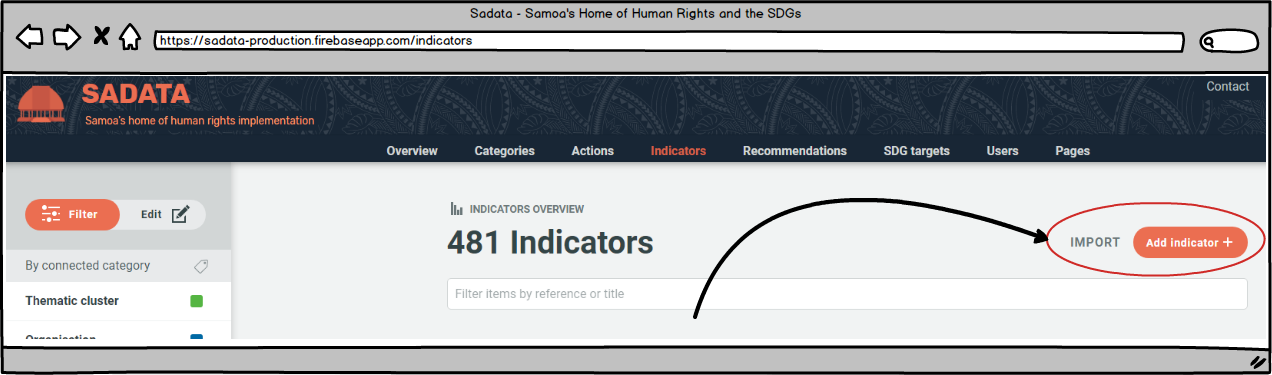 Sadata - Samoa's Home of Human Rights and the SDGs
https://sadata-production.firebaseapp.com/indicators
SADATA
Samoa's home of human rights implementation
Contact
Overview Categories Actions Indicators Recommendations SDG targets Users Pages
Filter Edit
INDICATORS OVERVIEW
481 Indicators
IMPORT Add indicator +
By connected category
Filter items by reference or title
Thematic cluster
Organisation